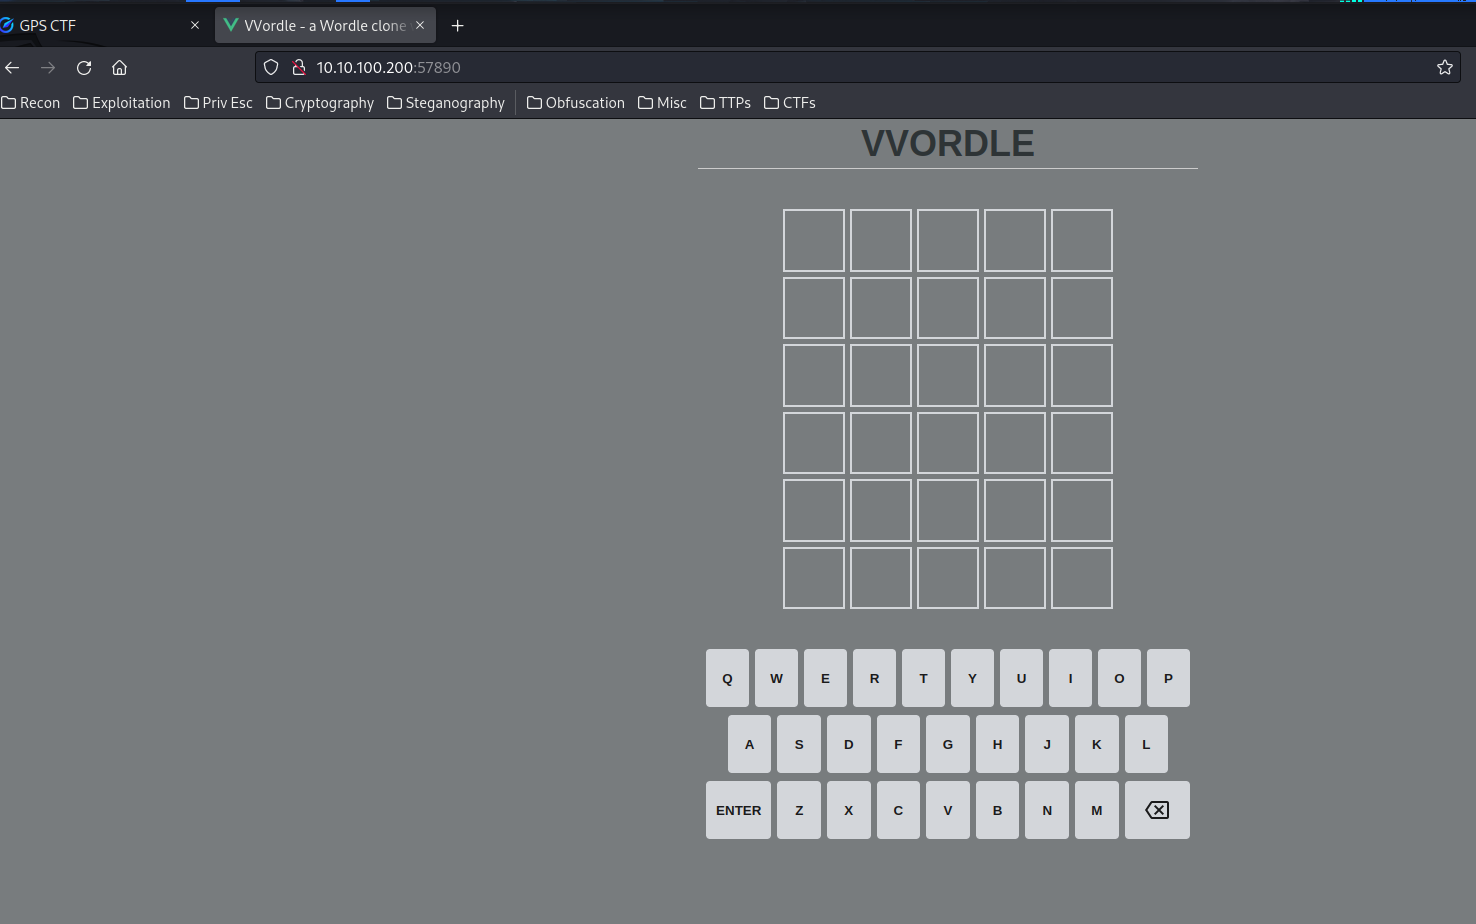 GPS CTF
VVordle - a Wordle clone
10.10.100.200:57890
Recon Exploitation Priv Esc Cryptography Steganography Obfuscation Misc TTPs CTFs
VVORDLE
Q W E R T Y U I O P
A S D F G H J K L
ENTER Z X C V B N M